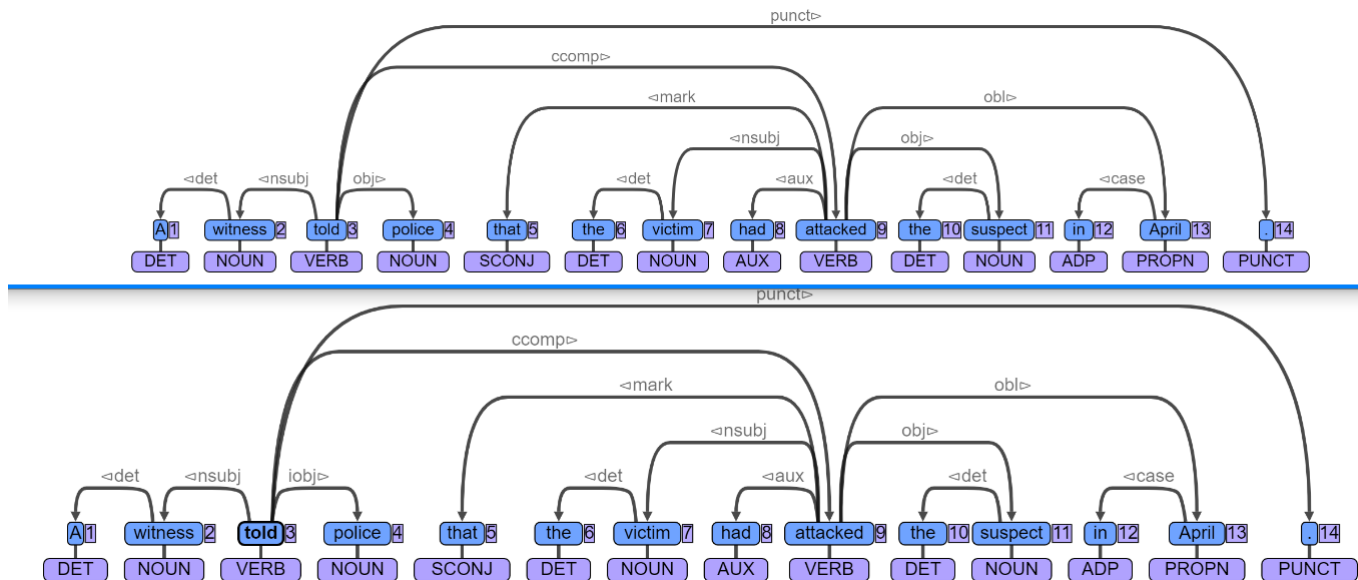 punct▹
ccomp▹
◃mark obl▹
◃nsubj obj▹
◃det ◃nsubj obj▹ ◃det ◃aux ◃det ◃case
A 1 witness 2 told 3 police 4 that 5 the 6 victim 7 had 8 attacked 9 the 10 suspect 11 in 12 April 13 . 14
DET NOUN VERB NOUN SCONJ DET NOUN AUX VERB DET NOUN ADP PROPN PUNCT
punct▹
ccomp▹
◃mark obl▹
◃nsubj obj▹
◃det ◃nsubj iobj▹ ◃det ◃aux ◃det ◃case
A 1 witness 2 told 3 police 4 that 5 the 6 victim 7 had 8 attacked 9 the 10 suspect 11 in 12 April 13 . 14
DET NOUN VERB NOUN SCONJ DET NOUN AUX VERB DET NOUN ADP PROPN PUNCT